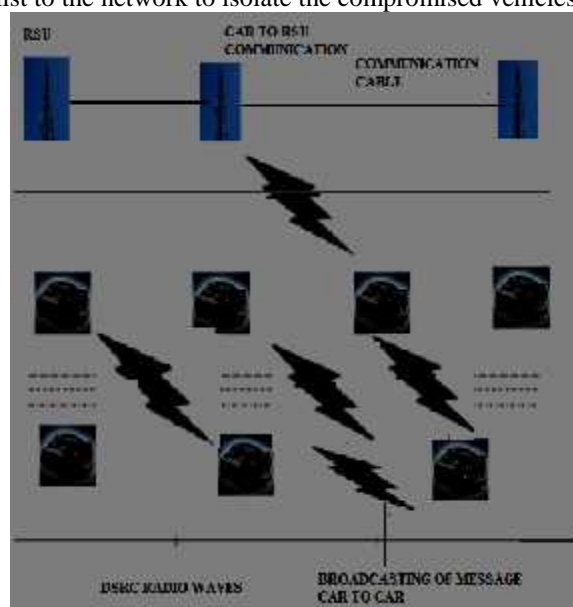 ist to the network to isolate the compromised vehicles
RSU
CAR TO RSU
COMMUNICATION
COMMUNICATION
CABLE
DSRC RADIO WAVES
BROADCASTING OF MESSAGE
CAR TO CAR